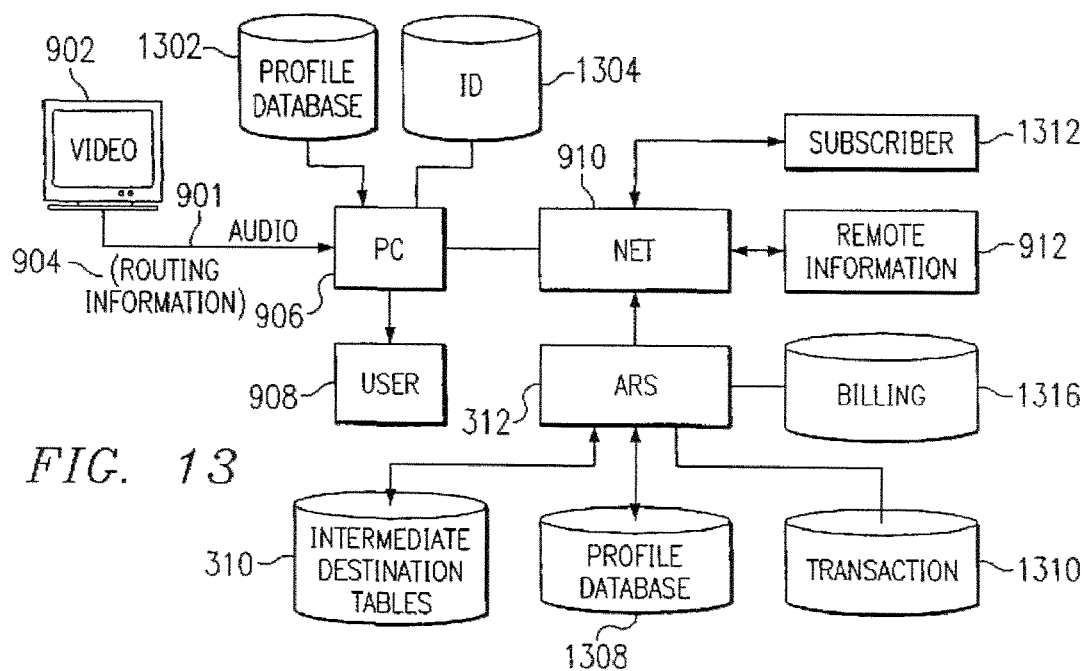 902
1302
PROFILE
DATABASE
ID
1304
VIDEO
910
SUBSCRIBER
1312
901
AUDIO
PC
NET
REMOTE
INFORMATION
912
904
(ROUTING
INFORMATION)
906
USER
908
ARS
312
BILLING
1316
FIG. 13
INTERMEDIATE
DESTINATION
TABLES
310
PROFILE
DATABASE
1308
TRANSACTION
1310